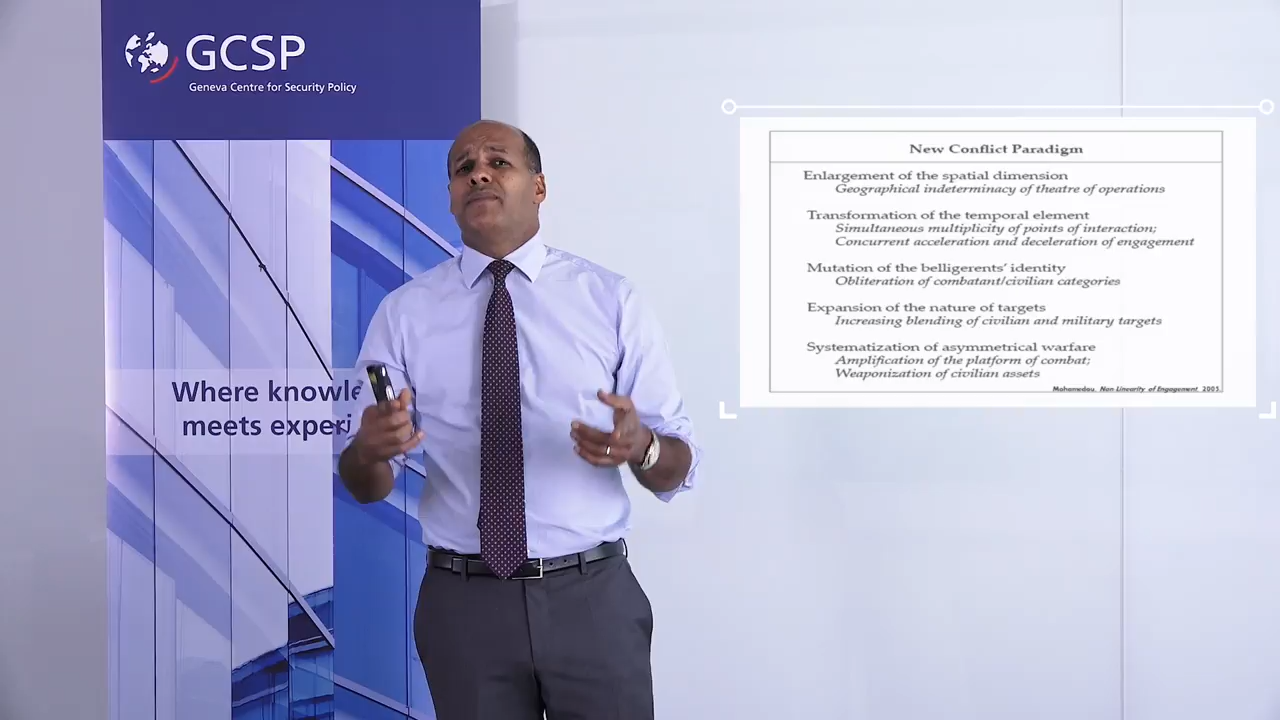 GCSP
Geneva Centre for Security Policy
Where knowle
meets experi
New Conflict Paradigm
Enlargement of the spatial dimension
Geographical indeterminacy of theatre of operations
Transformation of the temporal element
Simultaneous multiplicity of points of interaction;
Concurrent acceleration and deceleration of engagement
Mutation of the belligerents' identity
Obliteration of combatant/civilian categories
Expansion of the nature of targets
Increasing blending of civilian and military targets
Systematization of asymmetrical warfare
Amplification of the platform of combat;
Weaponization of civilian assets
Mohamedou, Non-Linearity of Engagement,